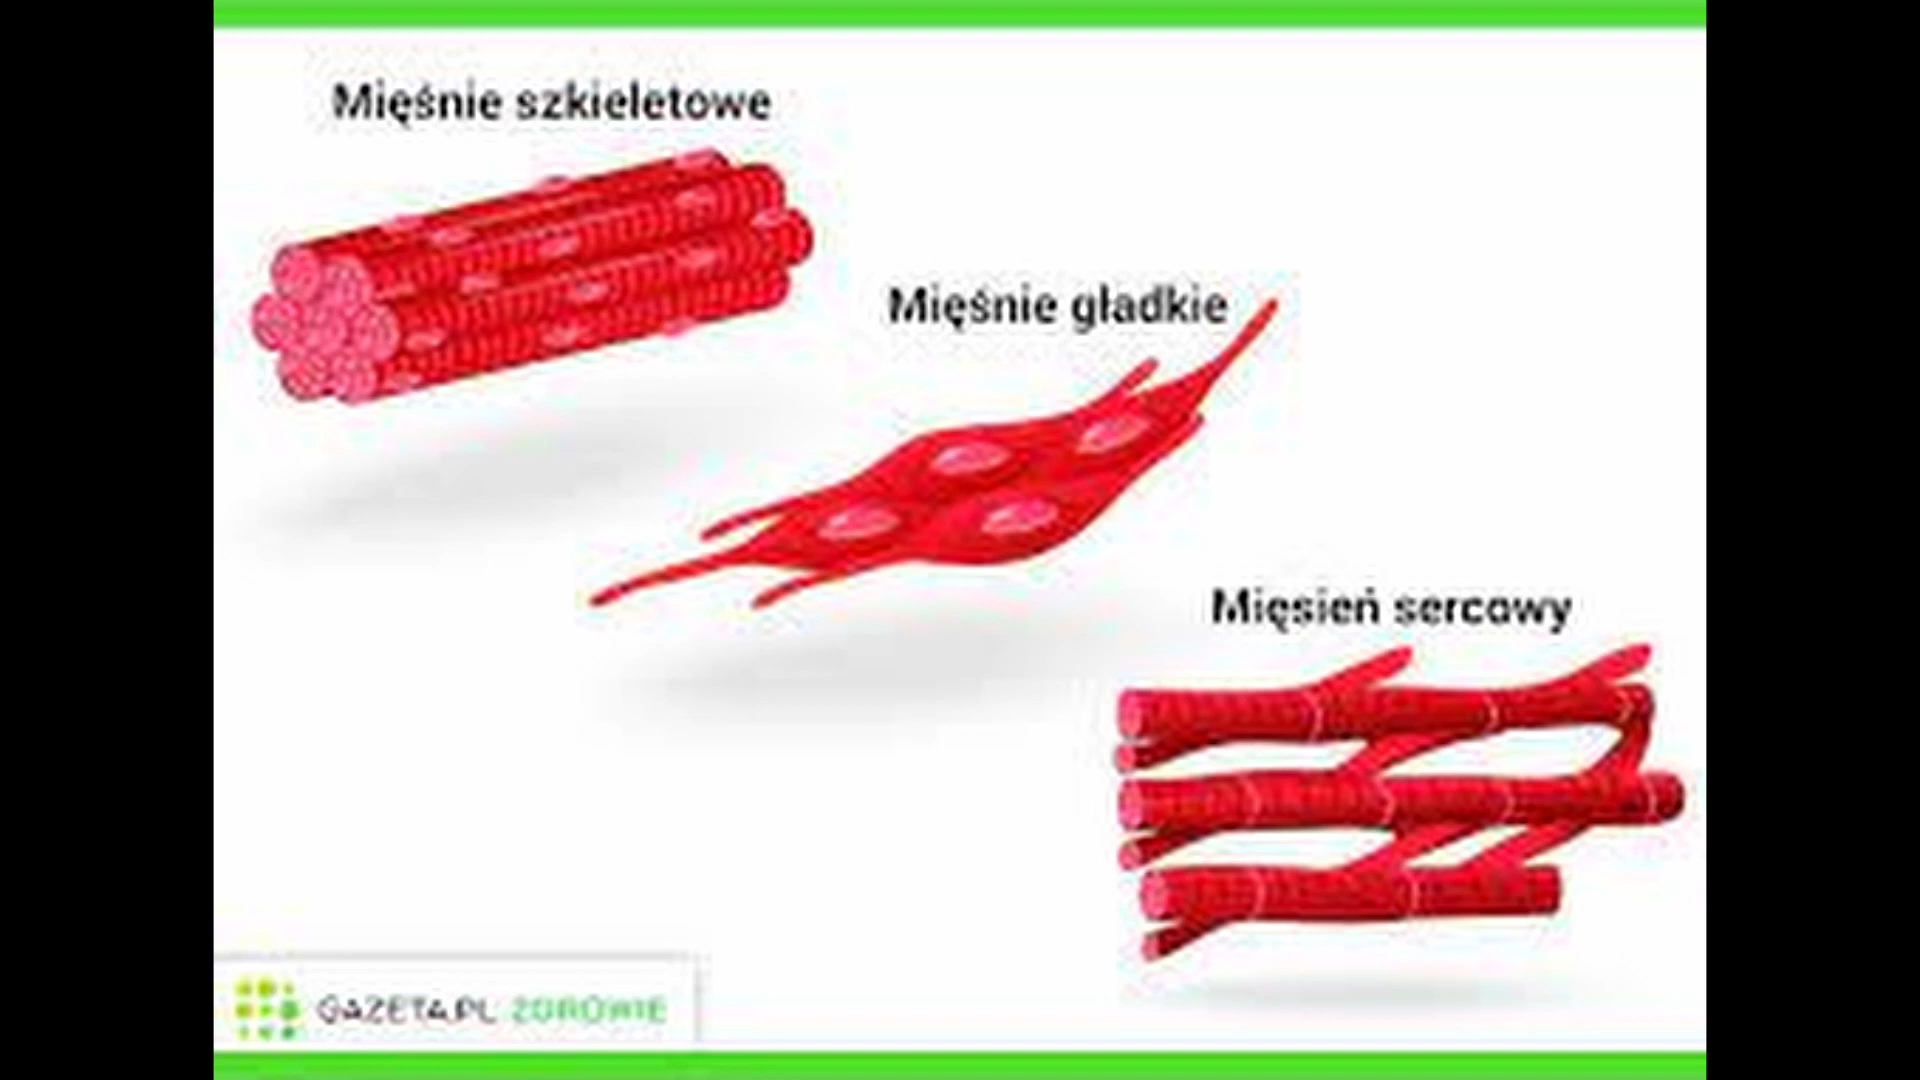 Mięśnie szkieletowe
Mięśnie gładkie
Mięsień sercowy
GAZETA.PL ZDROWIE